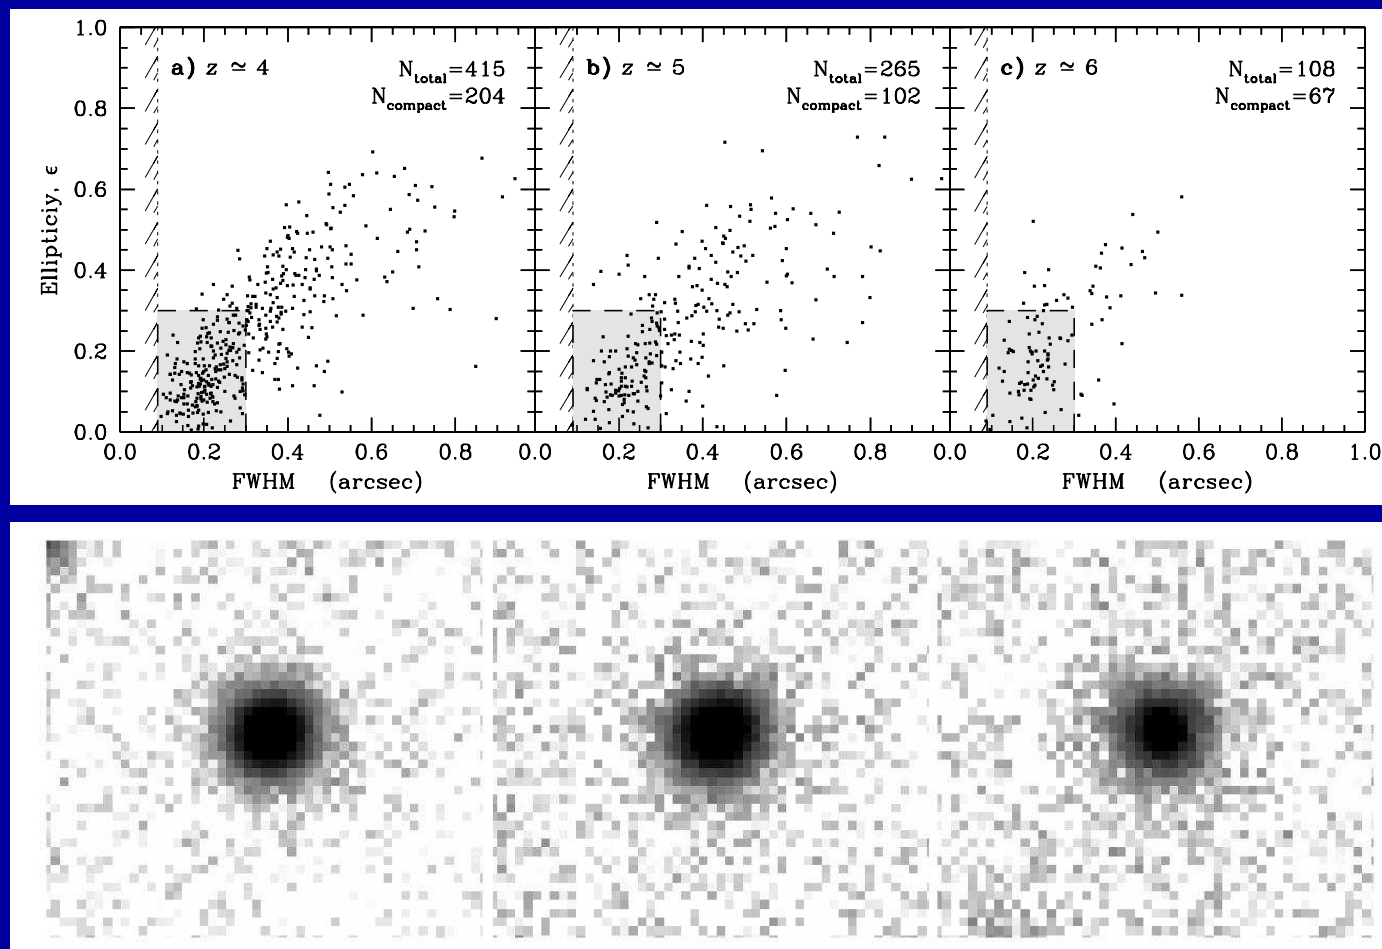 1.0
0.8
0.6
0.4
0.2
0.0
Ellipticiy, ε
a) z ≃ 4
N_total=415
N_compact=204
b) z ≃ 5
N_total=265
N_compact=102
c) z ≃ 6
N_total=108
N_compact=67
0.0 0.2 0.4 0.6 0.8 0.0 0.2 0.4 0.6 0.8 0.0 0.2 0.4 0.6 0.8 1.0
FWHM (arcsec) FWHM (arcsec) FWHM (arcsec)